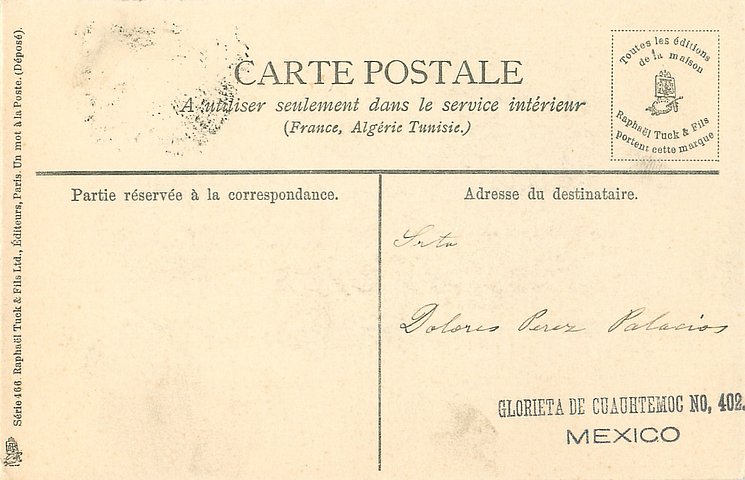 CARTE POSTALE
A utiliser seulement dans le service intérieur
(France, Algérie Tunisie.)
Toutes les éditions
de la maison
Raphaël Tuck & Fils
portent cette marque
Partie réservée à la correspondance.
Adresse du destinataire.
Srta
Dolores Perez Palacios
GLORIETA DE CUAUHTEMOC NO, 402.
MEXICO
Série 466. Raphaël Tuck & Fils Ltd., Éditeurs, Paris. Un mot à la Poste. (Déposé).